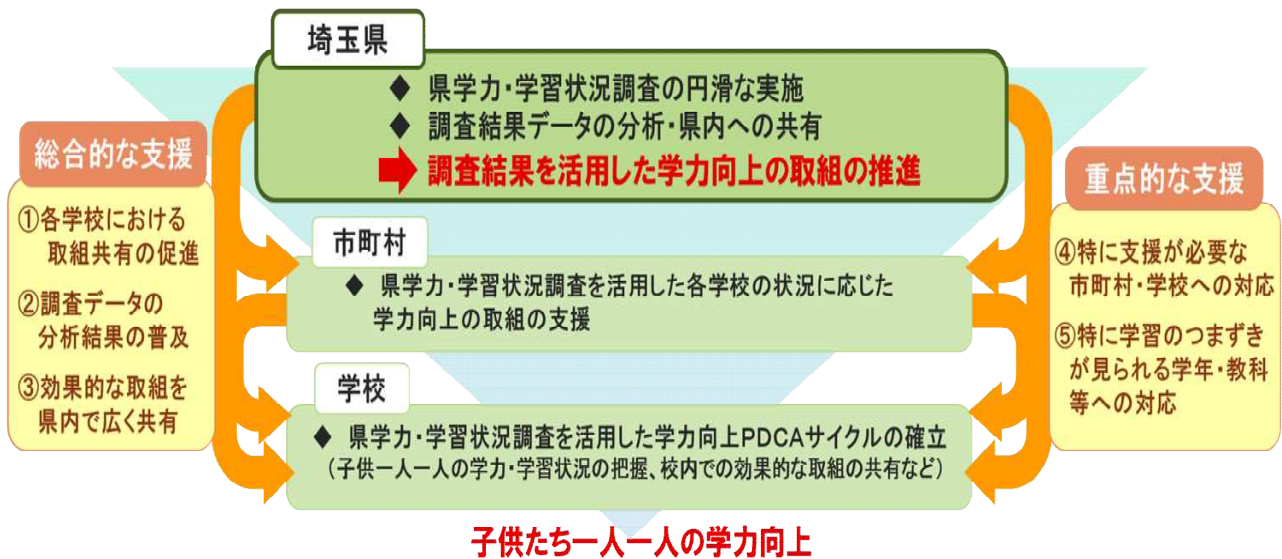 埼玉県
◆ 県学力・学習状況調査の円滑な実施
◆ 調査結果データの分析・県内への共有
調査結果を活用した学力向上の取組の推進
総合的な支援
①各学校における
取組共有の促進
②調査データの
分析結果の普及
③効果的な取組を
県内で広く共有
市町村
◆ 県学力・学習状況調査を活用した各学校の状況に応じた
学力向上の取組の支援
学校
◆ 県学力・学習状況調査を活用した学力向上PDCAサイクルの確立
(子供一人一人の学力・学習状況の把握、校内での効果的な取組の共有など)
重点的な支援
④特に支援が必要な
市町村・学校への対応
⑤特に学習のつまずき
が見られる学年・教科
等への対応
子供たち一人一人の学力向上